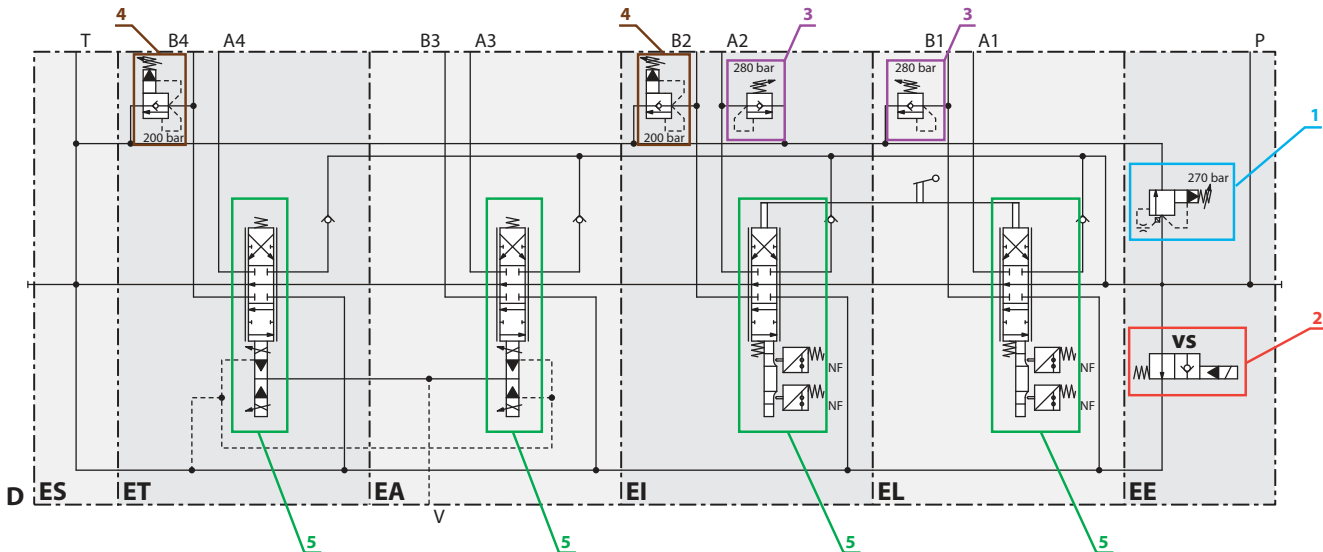 4 4 3 3
T B4 A4 B3 A3 B2 A2 B1 A1 P
280 bar 280 bar
200 bar 200 bar
1
270 bar
2
VS
NF NF
NF NF
D ES ET EA EI EL EE
V
5 5 5 5